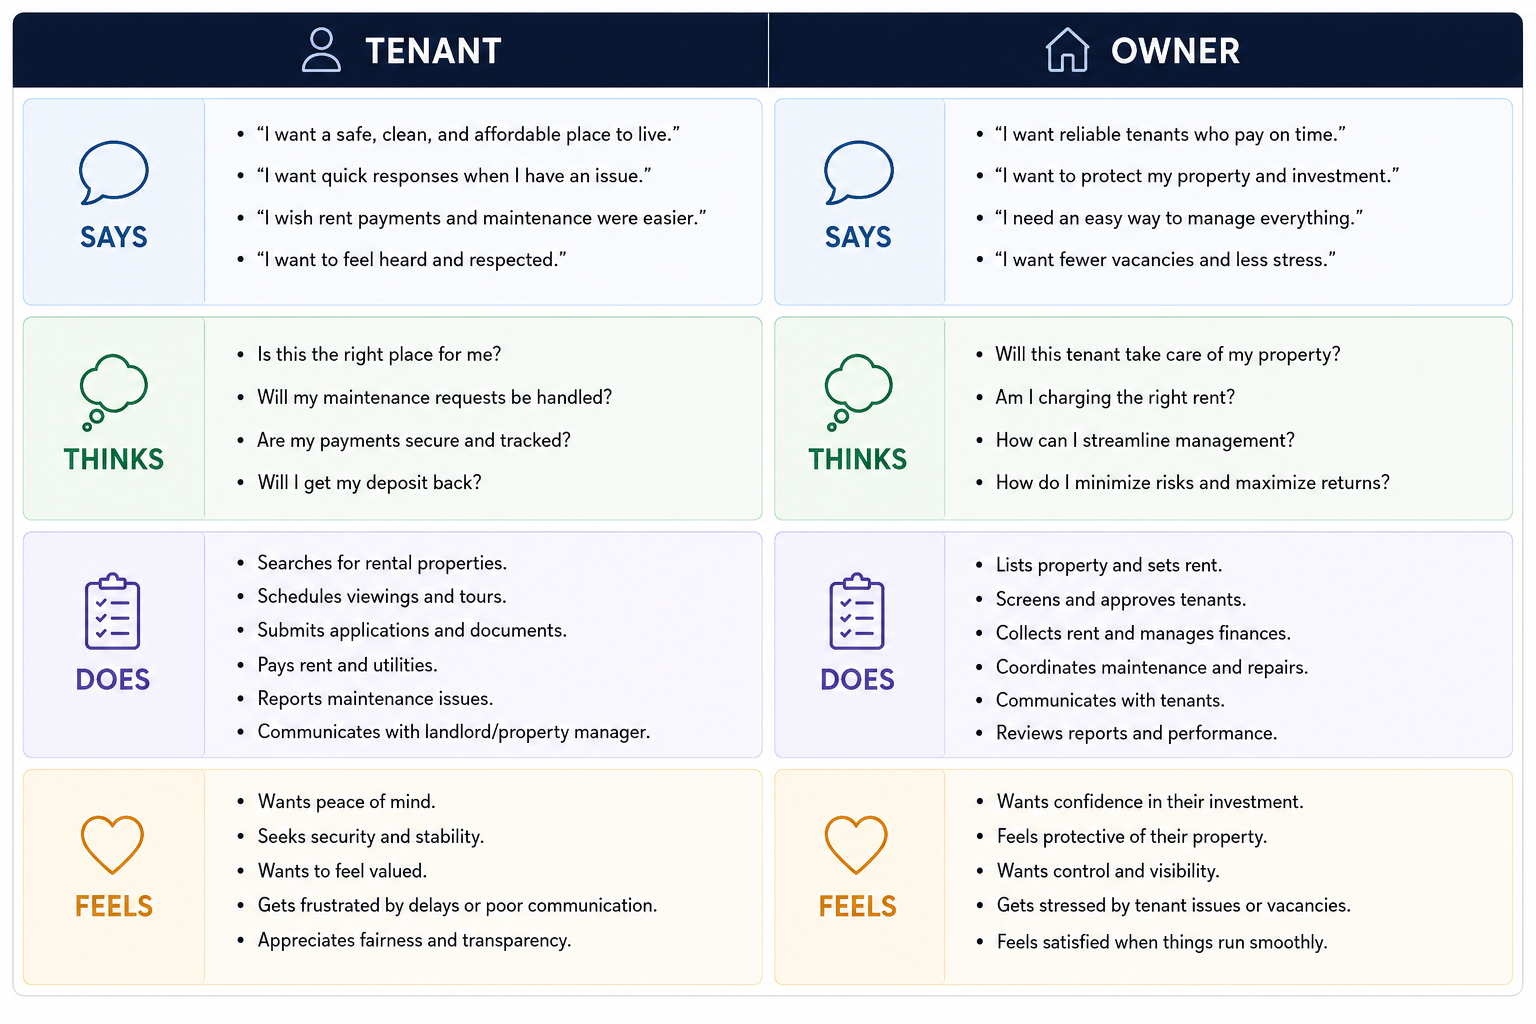 TENANT
OWNER
SAYS
• “I want a safe, clean, and affordable place to live.”
• “I want quick responses when I have an issue.”
• “I wish rent payments and maintenance were easier.”
• “I want to feel heard and respected.”
SAYS
• “I want reliable tenants who pay on time.”
• “I want to protect my property and investment.”
• “I need an easy way to manage everything.”
• “I want fewer vacancies and less stress.”
THINKS
• Is this the right place for me?
• Will my maintenance requests be handled?
• Are my payments secure and tracked?
• Will I get my deposit back?
THINKS
• Will this tenant take care of my property?
• Am I charging the right rent?
• How can I streamline management?
• How do I minimize risks and maximize returns?
DOES
• Searches for rental properties.
• Schedules viewings and tours.
• Submits applications and documents.
• Pays rent and utilities.
• Reports maintenance issues.
• Communicates with landlord/property manager.
DOES
• Lists property and sets rent.
• Screens and approves tenants.
• Collects rent and manages finances.
• Coordinates maintenance and repairs.
• Communicates with tenants.
• Reviews reports and performance.
FEELS
• Wants peace of mind.
• Seeks security and stability.
• Wants to feel valued.
• Gets frustrated by delays or poor communication.
• Appreciates fairness and transparency.
FEELS
• Wants confidence in their investment.
• Feels protective of their property.
• Wants control and visibility.
• Gets stressed by tenant issues or vacancies.
• Feels satisfied when things run smoothly.